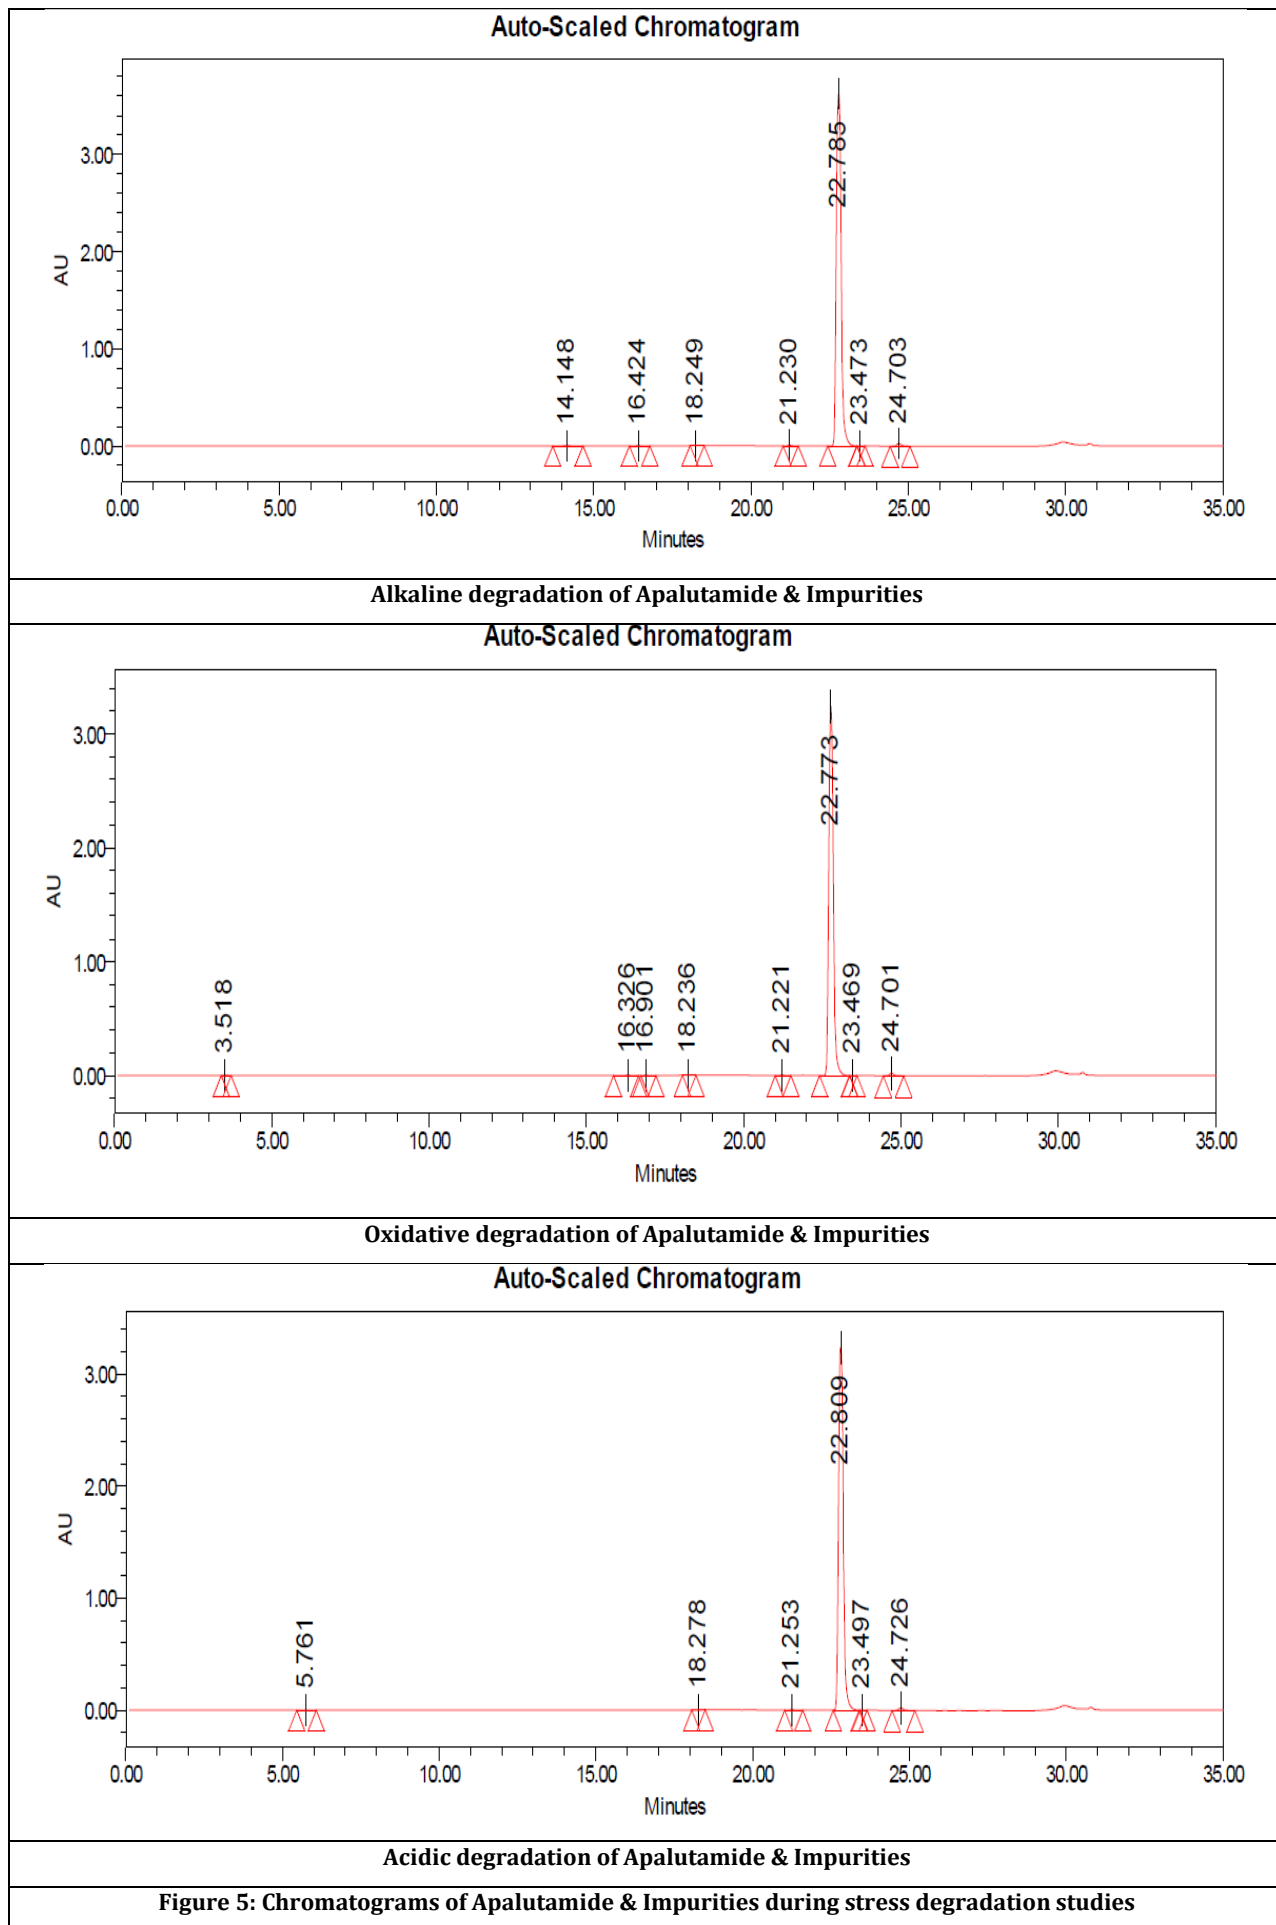 Auto-Scaled Chromatogram
3.00
2.00
1.00
0.00
AU
14.148
16.424
18.249
21.230
22.785
23.473
24.703
0.00 5.00 10.00 15.00 20.00 25.00 30.00 35.00
Minutes
Alkaline degradation of Apalutamide & Impurities
Auto-Scaled Chromatogram
3.00
2.00
1.00
0.00
AU
3.518
16.326
16.901
18.236
21.221
22.773
23.469
24.701
0.00 5.00 10.00 15.00 20.00 25.00 30.00 35.00
Minutes
Oxidative degradation of Apalutamide & Impurities
Auto-Scaled Chromatogram
3.00
2.00
1.00
0.00
AU
5.761
18.278
21.253
22.809
23.497
24.726
0.00 5.00 10.00 15.00 20.00 25.00 30.00 35.00
Minutes
Acidic degradation of Apalutamide & Impurities
Figure 5: Chromatograms of Apalutamide & Impurities during stress degradation studies